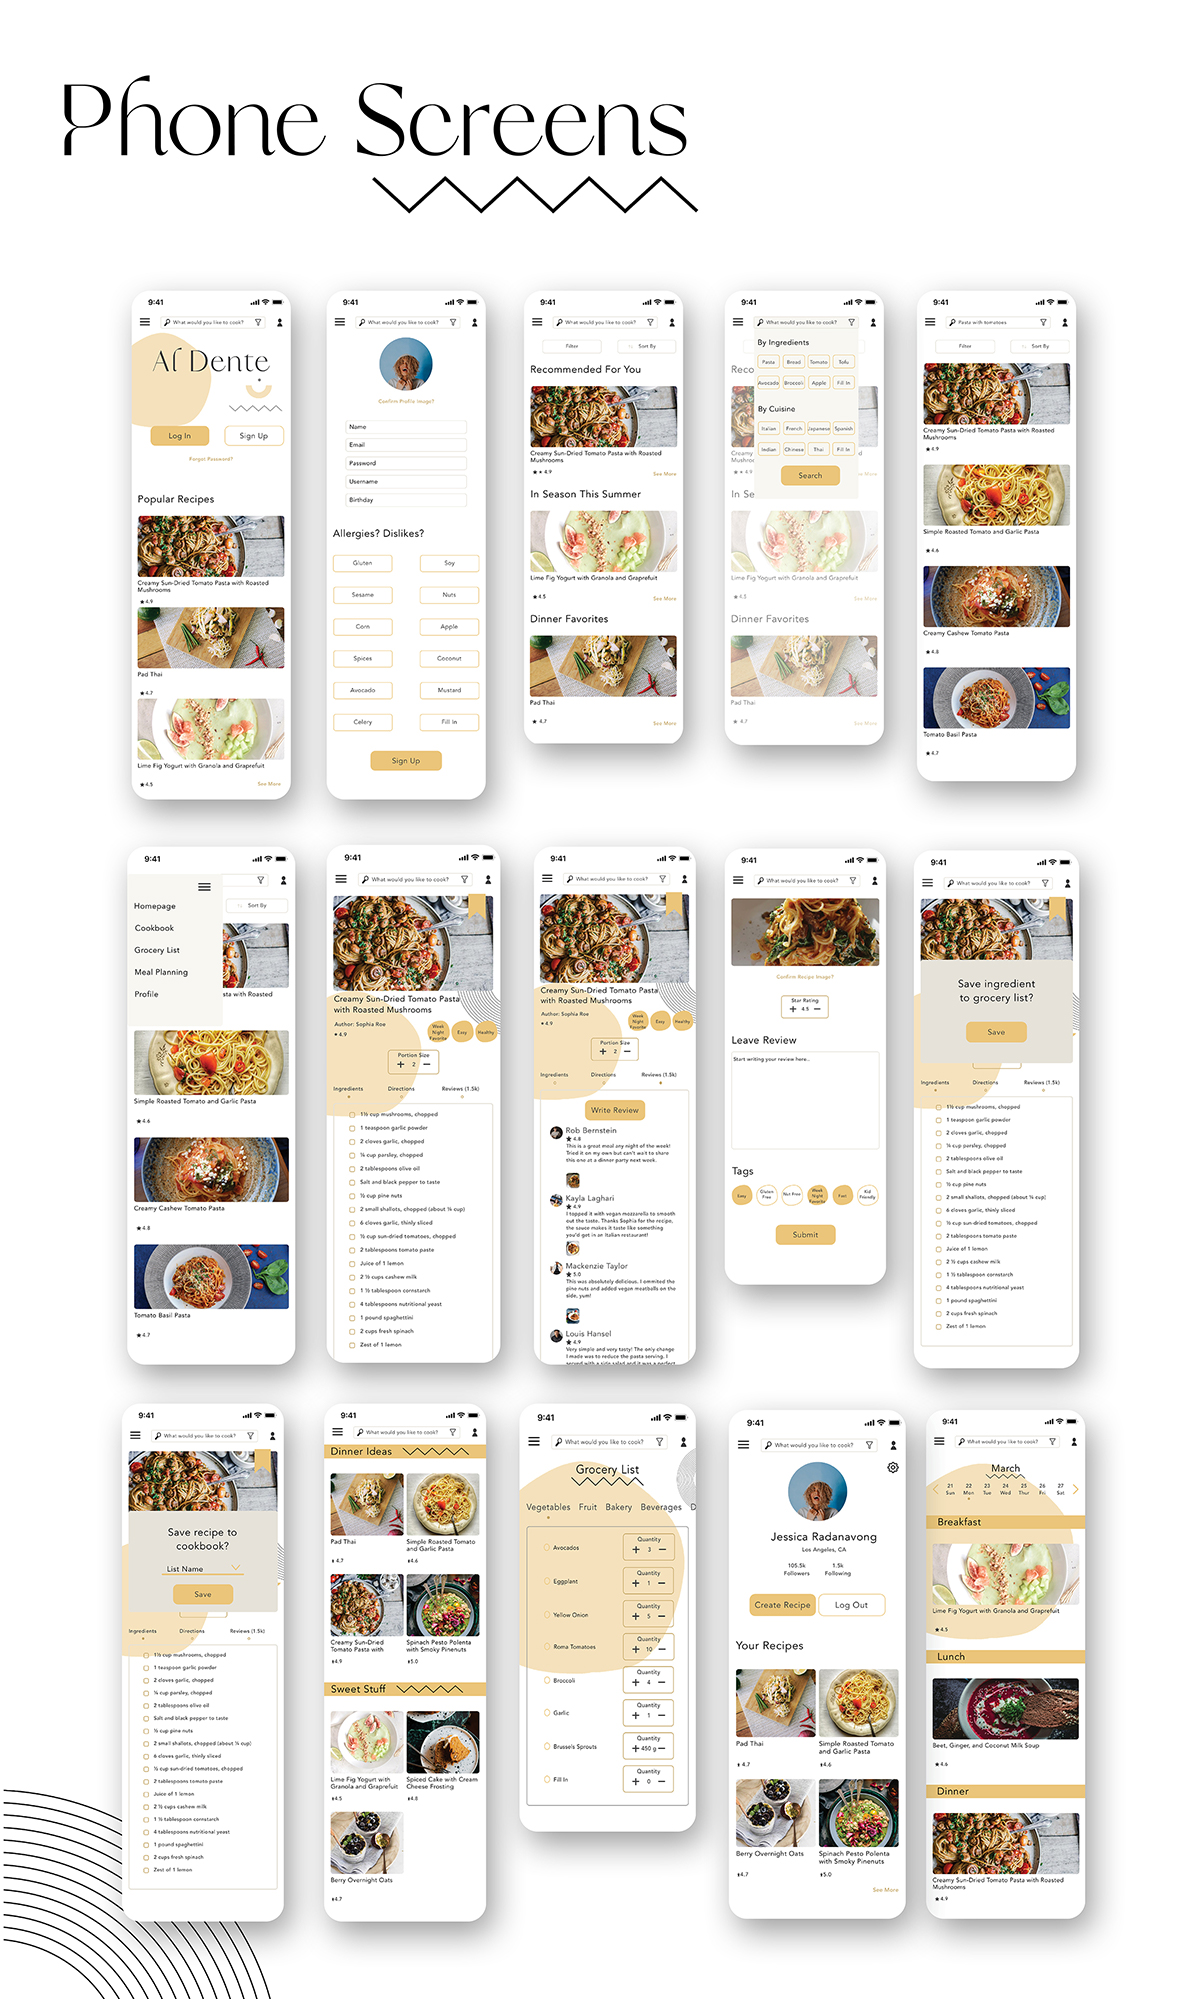 Phone Screens
9:41
What would you like to cook?
Al Dente
Log In
Sign Up
Forgot Password?
Popular Recipes
Creamy Sun-Dried Tomato Pasta with Roasted
Mushrooms
★4.9
Pad Thai
★4.7
Lime Fig Yogurt with Granola and Grapefuit
★4.5
See More
9:41
What would you like to cook?
Confirm Profile Image?
Name
Email
Password
Username
Birthday
Allergies? Dislikes?
Gluten
Soy
Sesame
Nuts
Corn
Apple
Spices
Coconut
Avocado
Mustard
Celery
Fill in
Sign Up
9:41
What would you like to cook?
Filter
Sort By
Recommended For You
Creamy Sun-Dried Tomato Pasta with Roasted
Mushrooms
★ ★ 4.9
See More
In Season This Summer
Lime Fig Yogurt with Granola and Grapefuit
★4.5
See More
Dinner Favorites
Pad Thai
★ 4.7
See More
9:41
What would you like to cook?
By Ingredients
Pasta
Bread
Tomato
Tofu
Avocado
Broccoli
Apple
Fill In
By Cuisine
Italian
French
Japanese
Spanish
Indian
Chinese
Thai
Fill In
Search
Reco
Creamy
Mushroo
★ ★ 4.9
e More
In Se
Lime Fig Yogurt with Granola and Grapefuit
★4.5
See More
Dinner Favorites
Pad Thai
★ 4.7
See More
9:41
Pasta with tomatoes
Filter
Sort By
Creamy Sun-Dried Tomato Pasta with Roasted
Mushrooms
★4.9
Simple Roasted Tomato and Garlic Pasta
★4.6
Creamy Cashew Tomato Pasta
★4.8
Tomato Basil Pasta
★4.7
9:41
Sort By
Homepage
Cookbook
Grocery List
Meal Planning
Profile
sta with Roasted
Simple Roasted Tomato and Garlic Pasta
★4.6
Creamy Cashew Tomato Pasta
★4.8
Tomato Basil Pasta
★4.7
9:41
What would you like to cook?
Creamy Sun-Dried Tomato Pasta
with Roasted Mushrooms
Author: Sophia Roe
★4.9
Week
Night
Favorite
Easy
Healthy
Portion Size
+ 2 −
Ingredients
Directions
Reviews (1.5k)
1½ cup mushrooms, chopped
1 teaspoon garlic powder
2 cloves garlic, chopped
¼ cup parsley, chopped
2 tablespoons olive oil
Salt and black pepper to taste
½ cup pine nuts
2 small shallots, chopped (about ¼ cup)
6 cloves garlic, thinly sliced
½ cup sun-dried tomatoes, chopped
2 tablespoons tomato paste
Juice of 1 lemon
2 ½ cups cashew milk
1 ½ tablespoon cornstarch
4 tablespoons nutritional yeast
1 pound spaghettini
2 cups fresh spinach
Zest of 1 lemon
9:41
What would you like to cook?
Creamy Sun-Dried Tomato Pasta
with Roasted Mushrooms
Author: Sophia Roe
★4.9
Week
Night
Favorite
Easy
Healthy
Portion Size
+ 2 −
Ingredients
Directions
Reviews (1.5k)
Write Review
Rob Bernstein
★ 4.8
This is a great meal any night of the week!
Tried it on my own but can't wait to share
this one at a dinner party next week.
Kayla Laghari
★4.9
I topped it with vegan mozzarella to smooth
out the taste. Thanks Sophia for the recipe,
the sauce makes it taste like something
you'd get in an Italian restaurant!
Mackenzie Taylor
★ 5.0
This was absolutely delicious. I ommited the
pine nuts and added vegan meatballs on the
side, yum!
Louis Hansel
★4.9
Very simple and very tasty! The only change
I made was to reduce the pasta serving. I
served with a side salad and it was a perfect
9:41
What would you like to cook?
Confirm Recipe Image?
Star Rating
+ 4.5 −
Leave Review
Start writing your review here..
Tags
Easy
Gluten
Free
Nut Free
Week
Night
Favorite
Fast
Kid
Friendly
Submit
9:41
What would you like to cook?
Save ingredient
to grocery list?
Save
Ingredients
Directions
Reviews (1.5k)
1½ cup mushrooms, chopped
1 teaspoon garlic powder
2 cloves garlic, chopped
¼ cup parsley, chopped
2 tablespoons olive oil
Salt and black pepper to taste
½ cup pine nuts
2 small shallots, chopped (about ¼ cup)
6 cloves garlic, thinly sliced
½ cup sun-dried tomatoes, chopped
2 tablespoons tomato paste
Juice of 1 lemon
2 ½ cups cashew milk
1 ½ tablespoon cornstarch
4 tablespoons nutritional yeast
1 pound spaghettini
2 cups fresh spinach
Zest of 1 lemon
9:41
What would you like to cook?
Save recipe to
cookbook?
List Name
Save
Ingredients
Directions
Reviews (1.5k)
1½ cup mushrooms, chopped
1 teaspoon garlic powder
2 cloves garlic, chopped
¼ cup parsley, chopped
2 tablespoons olive oil
Salt and black pepper to taste
½ cup pine nuts
2 small shallots, chopped (about ¼ cup)
6 cloves garlic, thinly sliced
½ cup sun-dried tomatoes, chopped
2 tablespoons tomato paste
Juice of 1 lemon
2 ½ cups cashew milk
1 ½ tablespoon cornstarch
4 tablespoons nutritional yeast
1 pound spaghettini
2 cups fresh spinach
Zest of 1 lemon
9:41
What would you like to cook?
Dinner Ideas
Pad Thai
★4.7
Simple Roasted Tomato
and Garlic Pasta
★4.6
Creamy Sun-Dried
Tomato Pasta with
★4.9
Spinach Pesto Polenta
with Smoky Pinenuts
★5.0
Sweet Stuff
Lime Fig Yogurt with
Granola and Grapefuit
★4.5
Spiced Cake with Cream
Cheese Frosting
★4.8
Berry Overnight Oats
★4.7
9:41
What would you like to cook?
Grocery List
Vegetables
Fruit
Bakery
Beverages
D
Avocados
Quantity
+ 3 −
Eggplant
Quantity
+ 1 −
Yellow Onion
Quantity
+ 5 −
Roma Tomatoes
Quantity
+ 10 −
Broccoli
Quantity
+ 4 −
Garlic
Quantity
+ 1 −
Brussels Sprouts
Quantity
+ 450 g −
Fill In
Quantity
+ 0 −
9:41
What would you like to cook?
Jessica Radanavong
Los Angeles, CA
105.5k
Followers
1.5k
Following
Create Recipe
Log Out
Your Recipes
Pad Thai
★4.7
Simple Roasted Tomato
and Garlic Pasta
★4.6
Berry Overnight Oats
★4.7
Spinach Pesto Polenta
with Smoky Pinenuts
★5.0
See More
9:41
What would you like to cook?
March
21 22 23 24 25 26 27
Sun Mon Tue Wed Thur Fri Sat
Breakfast
Lime Fig Yogurt with Granola and Grapefuit
★4.5
Lunch
Beet, Ginger, and Coconut Milk Soup
★4.6
Dinner
Creamy Sun-Dried Tomato Pasta with Roasted
Mushrooms
★4.9